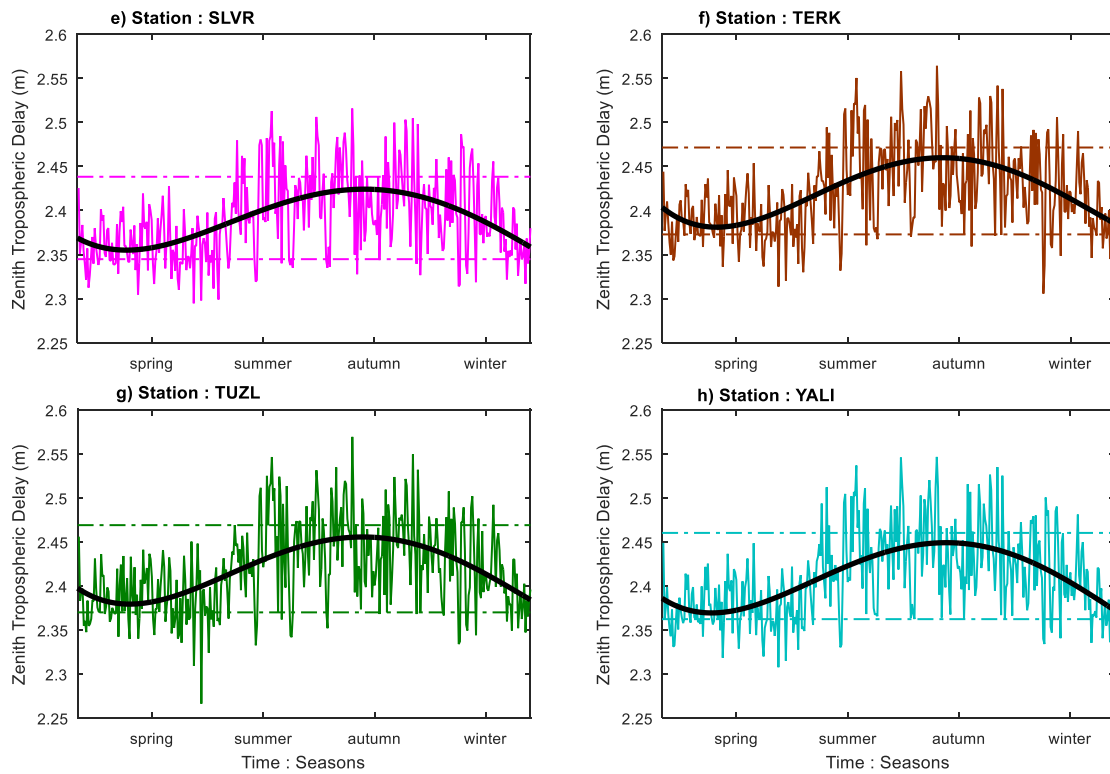 e) Station : SLVR
2.6
2.55
2.5
2.45
2.4
2.35
2.3
2.25
Zenith Tropospheric Delay (m)
spring summer autumn winter
f) Station : TERK
2.6
2.55
2.5
2.45
2.4
2.35
2.3
2.25
Zenith Tropospheric Delay (m)
spring summer autumn winter
g) Station : TUZL
2.6
2.55
2.5
2.45
2.4
2.35
2.3
2.25
Zenith Tropospheric Delay (m)
spring summer autumn winter
Time : Seasons
h) Station : YALI
2.6
2.55
2.5
2.45
2.4
2.35
2.3
2.25
Zenith Tropospheric Delay (m)
spring summer autumn winter
Time : Seasons